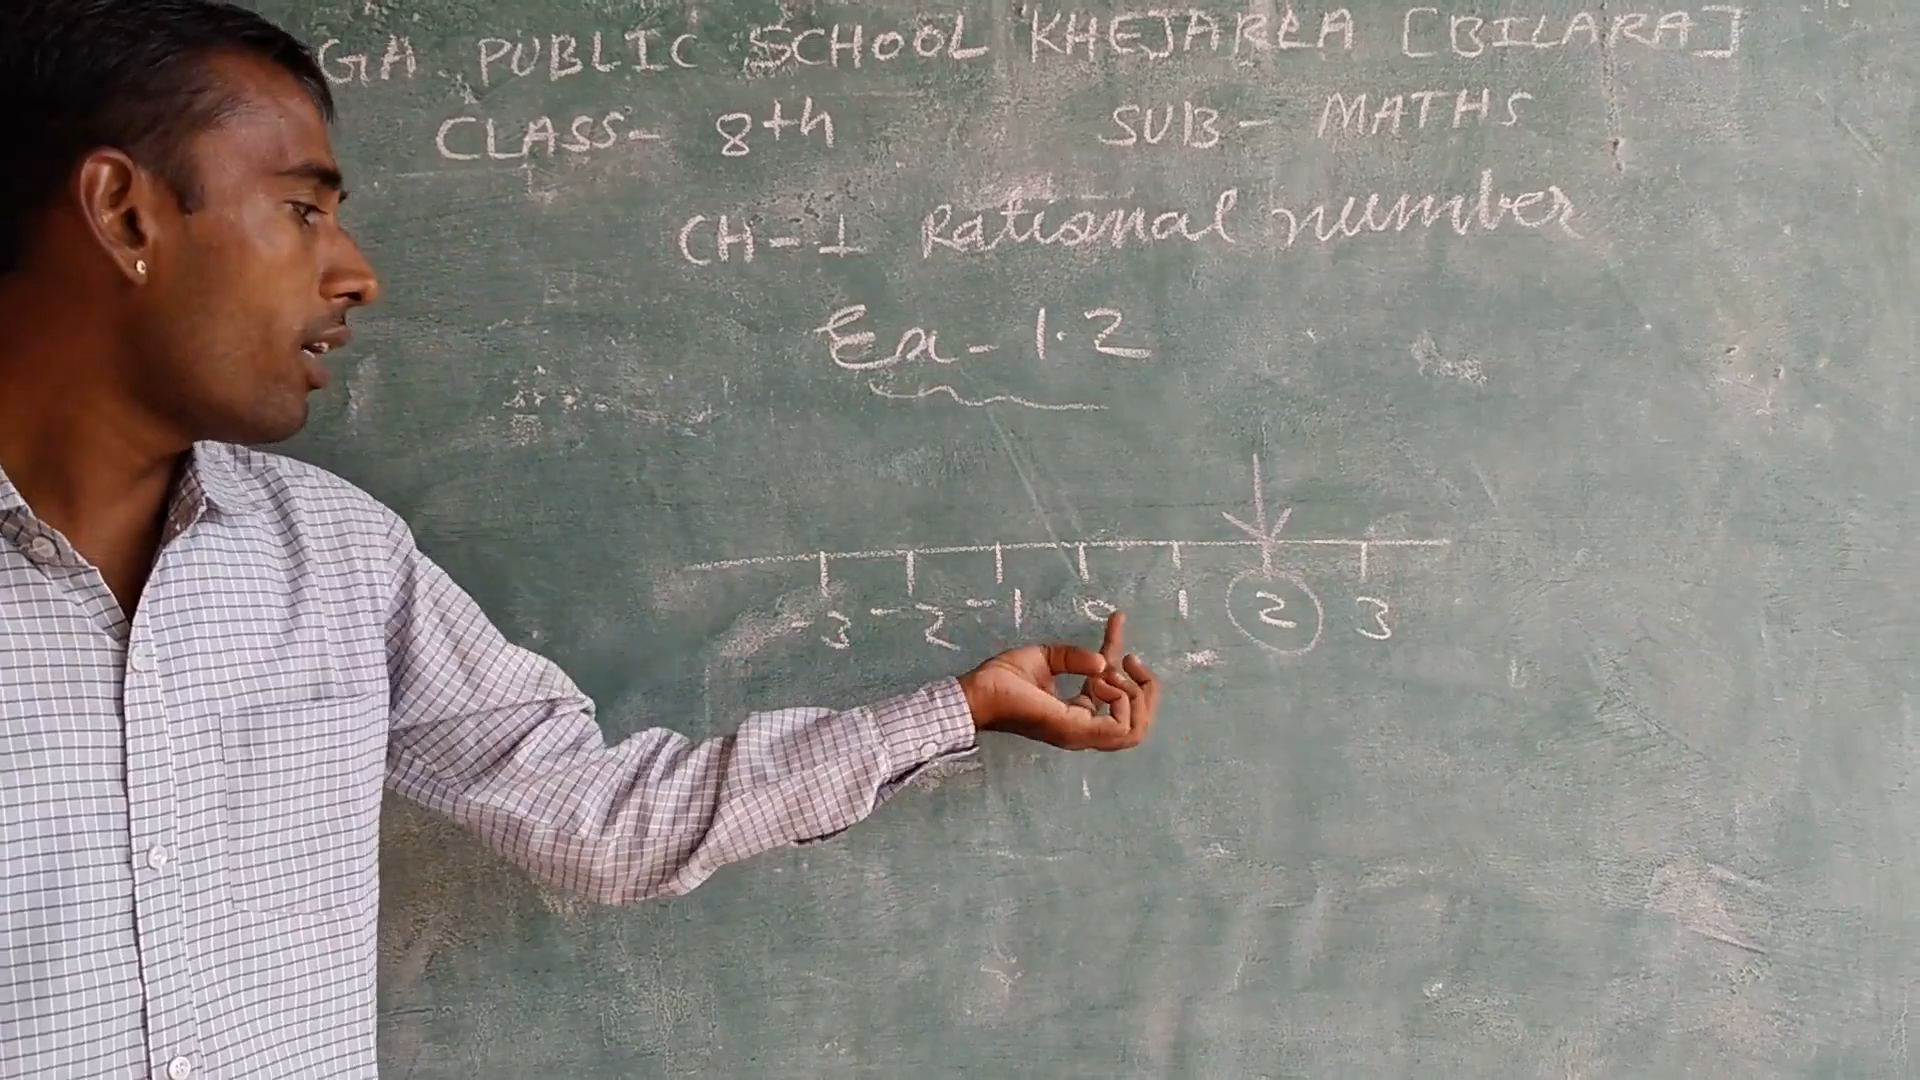 GA PUBLIC SCHOOL KHEJARLA [BILARA]
CLASS- 8th SUB- MATHS
CH-1 Rational number
Ex- 1.2
-3 -2 -1 0 1 2 3